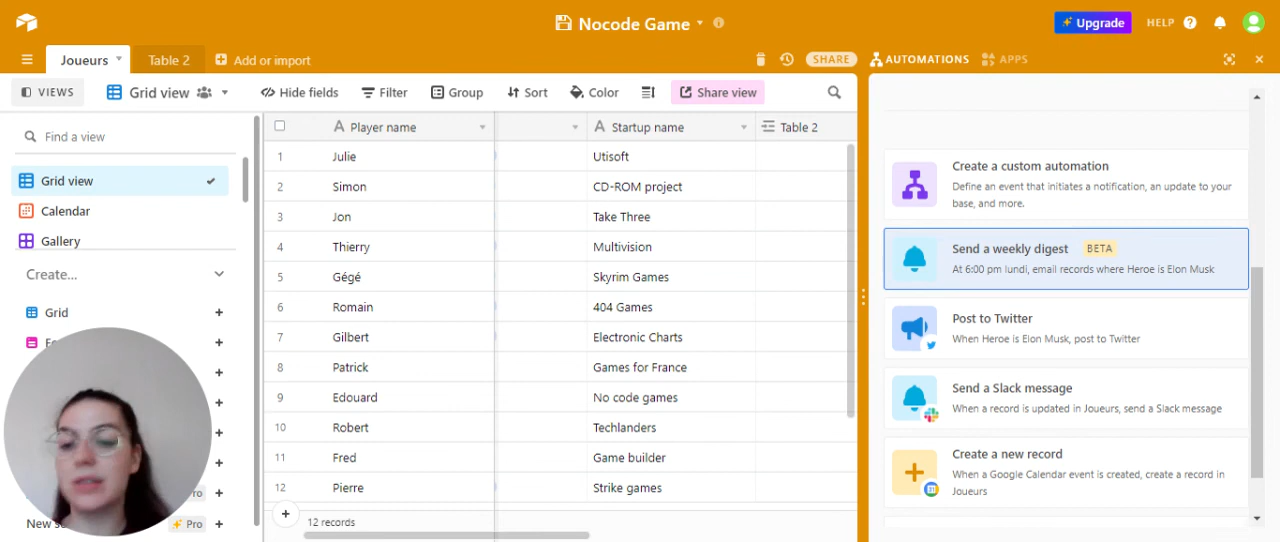 Nocode Game
Upgrade
HELP
Joueurs
Table 2
Add or import
SHARE
AUTOMATIONS
APPS
VIEWS
Grid view
Hide fields
Filter
Group
Sort
Color
Share view
Find a view
Grid view
Calendar
Gallery
Create...
Grid
Pro
Pro
Player name
Startup name
Table 2
1 Julie Utisoft
2 Simon CD-ROM project
3 Jon Take Three
4 Thierry Multivision
5 Gégé Skyrim Games
6 Romain 404 Games
7 Gilbert Electronic Charts
8 Patrick Games for France
9 Edouard No code games
10 Robert Techlanders
11 Fred Game builder
12 Pierre Strike games
12 records
Create a custom automation
Define an event that initiates a notification, an update to your
base, and more.
Send a weekly digest BETA
At 6:00 pm lundi, email records where Heroe is Elon Musk
Post to Twitter
When Heroe is Elon Musk, post to Twitter
Send a Slack message
When a record is updated in Joueurs, send a Slack message
Create a new record
When a Google Calendar event is created, create a record in
Joueurs